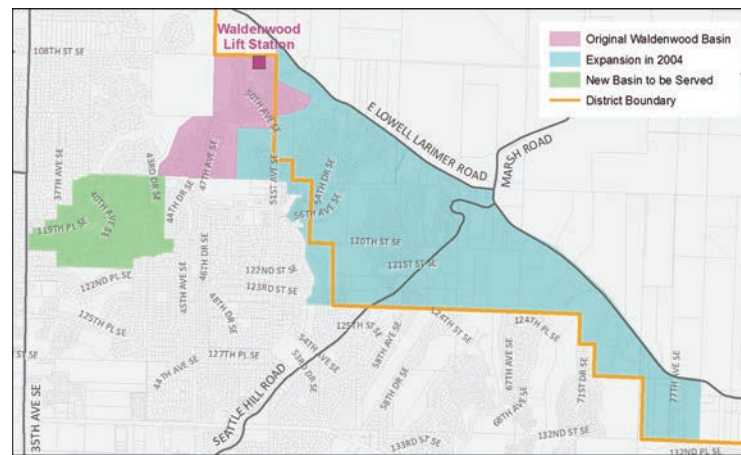 Waldenwood
Lift Station
Original Waldenwood Basin
Expansion in 2004
New Basin to be Served
District Boundary
108TH ST SE
50TH AVE SE
E LOWELL LARIMER ROAD
MARSH ROAD
37TH AVE SE
43RD DR SE
47TH AVE SE
44TH DR SE
51ST AVE SE
54TH DR SE
56TH AVE SE
40TH AVE SE
119TH PL SE
120TH ST SE
121ST ST SE
46TH DR SE
122ND ST SE
123RD ST SE
122ND PL SE
45TH AVE SE
48TH DR SE
125TH PL SE
125TH ST SE
124TH ST SE
124TH PL SE
ST SE
127TH PL SE
44TH AVE SE
54TH AVE SE
53RD DR SE
58TH AVE SE
58TH DR SE
67TH AVE SE
68TH AVE SE
71ST DR SE
77TH AVE SE
35TH AVE SE
SEATTLE HILL ROAD
133RD ST SE
132ND ST SE
132ND PL SE